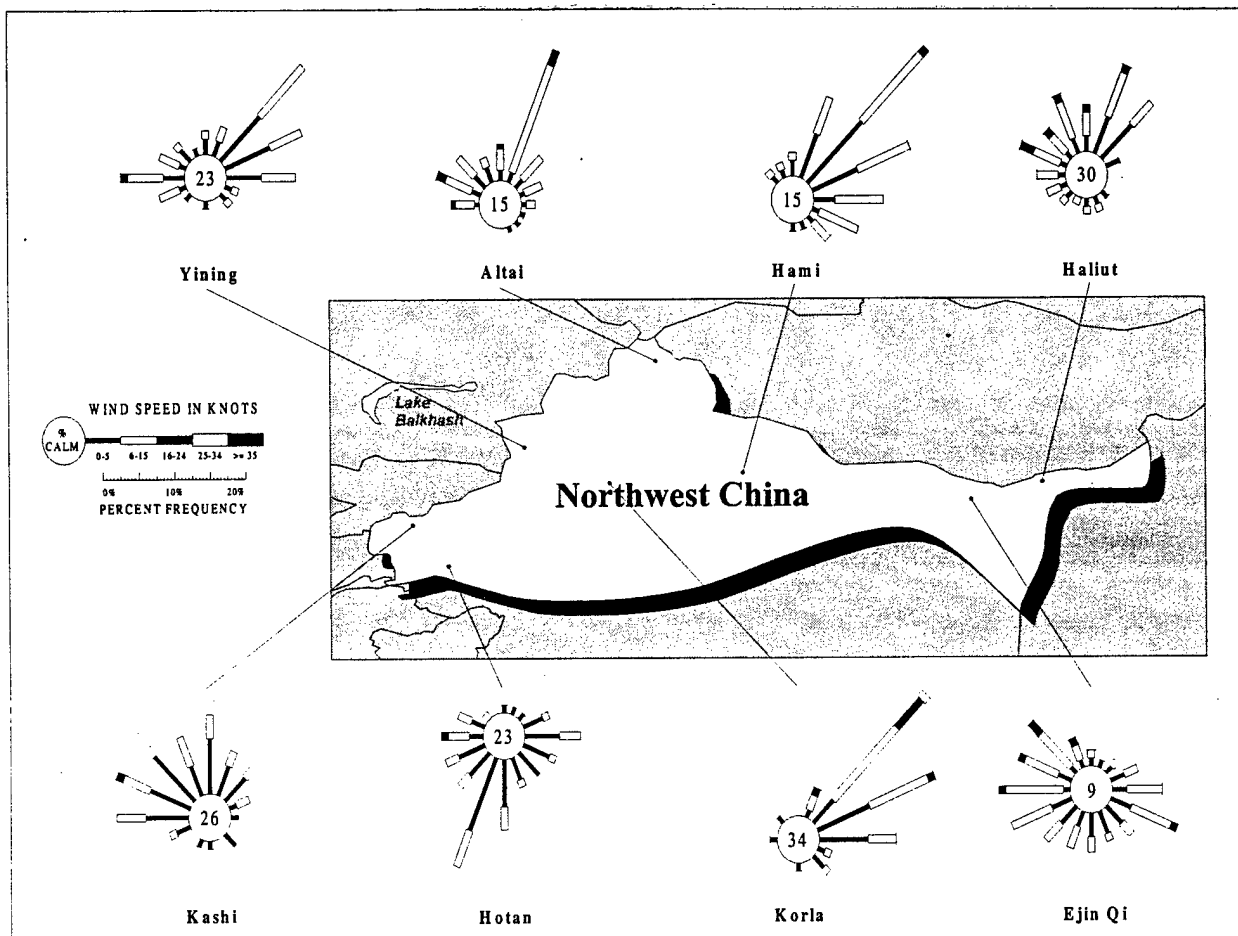 23
15
15
30
Yining
Altai
Hami
Haliut
Lake
Balkhash
WIND SPEED IN KNOTS
%
CALM
0-5 6-15 16-24 25-34 >= 35
0% 10% 20%
PERCENT FREQUENCY
Northwest China
26
23
34
9
Kashi
Hotan
Korla
Ejin Qi